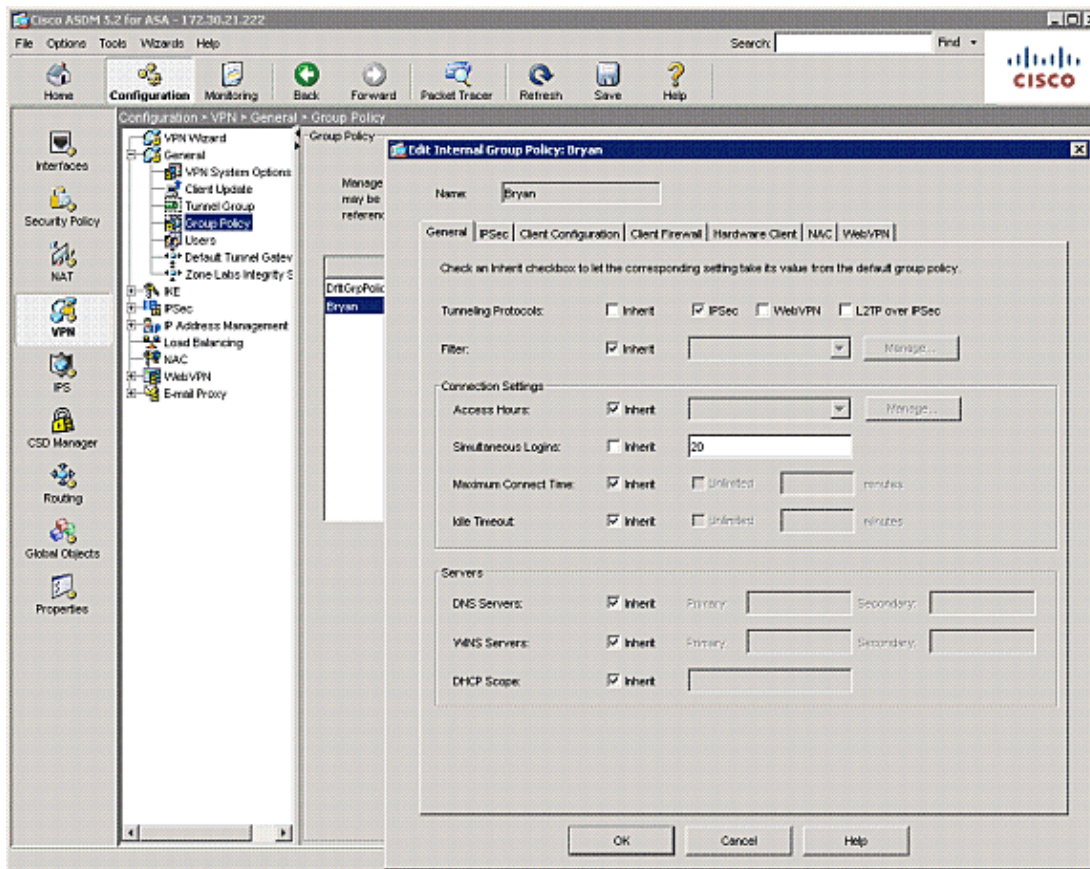 Cisco ASDM 5.2 for ASA - 172.30.21.222
File Options Tools Wizards Help Search: Find
Home Configuration Monitoring Back Forward Packet Tracer Refresh Save Help
CISCO
Configuration > VPN > General > Group Policy
Interfaces
Security Policy
NAT
VPN
IPS
CSD Manager
Routing
Global Objects
Properties
VPN Wizard
General
VPN System Options
Client Update
Tunnel Group
Group Policy
Users
Default Tunnel Gatev
Zone Labs Integrity S
IKE
IPSec
IP Address Management
Load Balancing
NAC
WebVPN
E-mail Proxy
Group Policy
Manage
may be
referenc
DfltGrpPolic
Bryan
Edit Internal Group Policy: Bryan
Name: Bryan
General IPSec Client Configuration Client Firewall Hardware Client NAC WebVPN
Check an Inherit checkbox to let the corresponding setting take its value from the default group policy.
Tunneling Protocols: Inherit IPSec WebVPN L2TP over IPSec
Filter: Inherit Manage...
Connection Settings
Access Hours: Inherit Manage...
Simultaneous Logins: Inherit 20
Maximum Connect Time: Inherit Unlimited minutes
Idle Timeout: Inherit Unlimited minutes
Servers
DNS Servers: Inherit Primary: Secondary:
WINS Servers: Inherit Primary: Secondary:
DHCP Scope: Inherit
OK Cancel Help